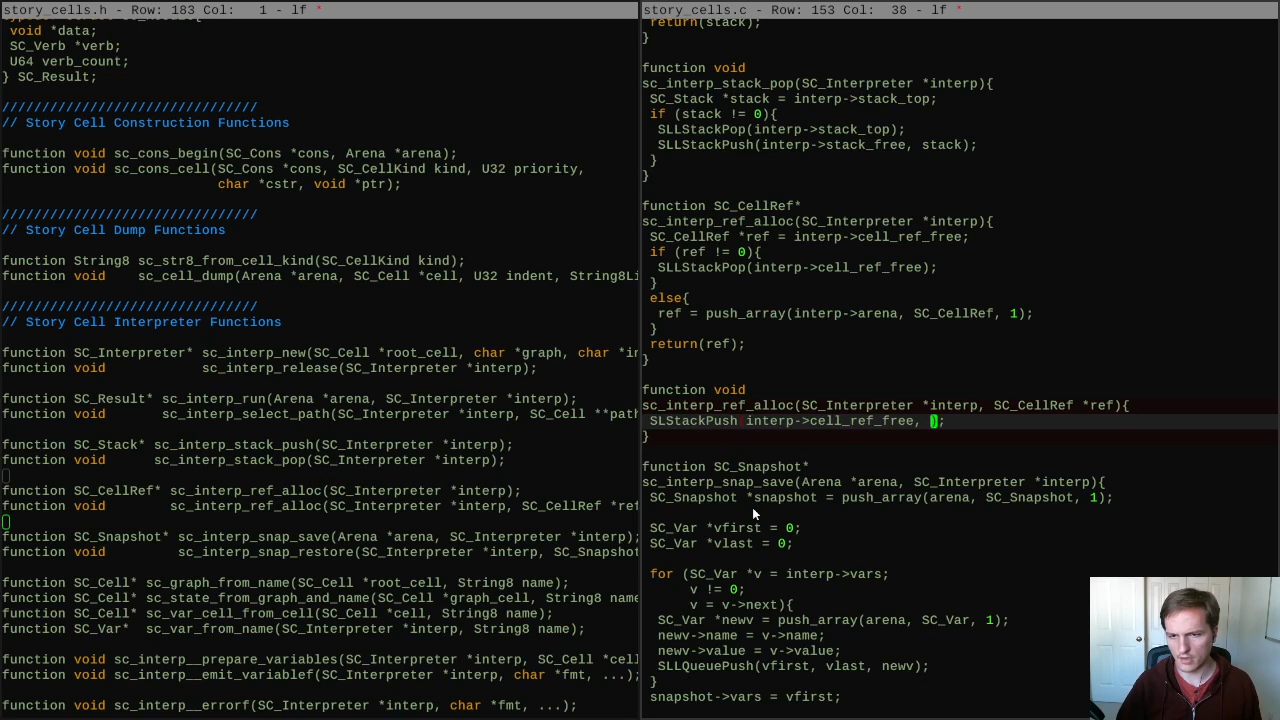 story_cells.h - Row: 183 Col:   1 - lf *
void *data;
SC_Verb *verb;
U64 verb_count;
} SC_Result;
////////////////////////////////
// Story Cell Construction Functions
function void sc_cons_begin(SC_Cons *cons, Arena *arena);
function void sc_cons_cell(SC_Cons *cons, SC_CellKind kind, U32 priority,
char *cstr, void *ptr);
////////////////////////////////
// Story Cell Dump Functions
function String8 sc_str8_from_cell_kind(SC_CellKind kind);
function void    sc_cell_dump(Arena *arena, SC_Cell *cell, U32 indent, String8Li
////////////////////////////////
// Story Cell Interpreter Functions
function SC_Interpreter* sc_interp_new(SC_Cell *root_cell, char *graph, char *in
function void            sc_interp_release(SC_Interpreter *interp);
function SC_Result* sc_interp_run(Arena *arena, SC_Interpreter *interp);
function void       sc_interp_select_path(SC_Interpreter *interp, SC_Cell **path
function SC_Stack* sc_interp_stack_push(SC_Interpreter *interp);
function void      sc_interp_stack_pop(SC_Interpreter *interp);
function SC_CellRef* sc_interp_ref_alloc(SC_Interpreter *interp);
function void        sc_interp_ref_alloc(SC_Interpreter *interp, SC_CellRef *ref
function SC_Snapshot* sc_interp_snap_save(Arena *arena, SC_Interpreter *interp);
function void         sc_interp_snap_restore(SC_Interpreter *interp, SC_Snapshot
function SC_Cell* sc_graph_from_name(SC_Cell *root_cell, String8 name);
function SC_Cell* sc_state_from_graph_and_name(SC_Cell *graph_cell, String8 name
function SC_Cell* sc_var_cell_from_cell(SC_Cell *cell, String8 name);
function SC_Var*  sc_var_from_name(SC_Interpreter *interp, String8 name);
function void sc_interp__prepare_variables(SC_Interpreter *interp, SC_Cell *cell
function void sc_interp__emit_variablef(SC_Interpreter *interp, char *fmt, ...);
function void sc_interp__errorf(SC_Interpreter *interp, char *fmt, ...);
story_cells.c - Row: 153 Col:  38 - lf *
return(stack);
}
function void
sc_interp_stack_pop(SC_Interpreter *interp){
SC_Stack *stack = interp->stack_top;
if (stack != 0){
SLLStackPop(interp->stack_top);
SLLStackPush(interp->stack_free, stack);
}
}
function SC_CellRef*
sc_interp_ref_alloc(SC_Interpreter *interp){
SC_CellRef *ref = interp->cell_ref_free;
if (ref != 0){
SLLStackPop(interp->cell_ref_free);
}
else{
ref = push_array(interp->arena, SC_CellRef, 1);
}
return(ref);
}
function void
sc_interp_ref_alloc(SC_Interpreter *interp, SC_CellRef *ref){
SLStackPush(interp->cell_ref_free, );
}
function SC_Snapshot*
sc_interp_snap_save(Arena *arena, SC_Interpreter *interp){
SC_Snapshot *snapshot = push_array(arena, SC_Snapshot, 1);
SC_Var *vfirst = 0;
SC_Var *vlast = 0;
for (SC_Var *v = interp->vars;
v != 0;
v = v->next){
SC_Var *newv = push_array(arena, SC_Var, 1);
newv->name = v->name;
newv->value = v->value;
SLLQueuePush(vfirst, vlast, newv);
}
snapshot->vars = vfirst;